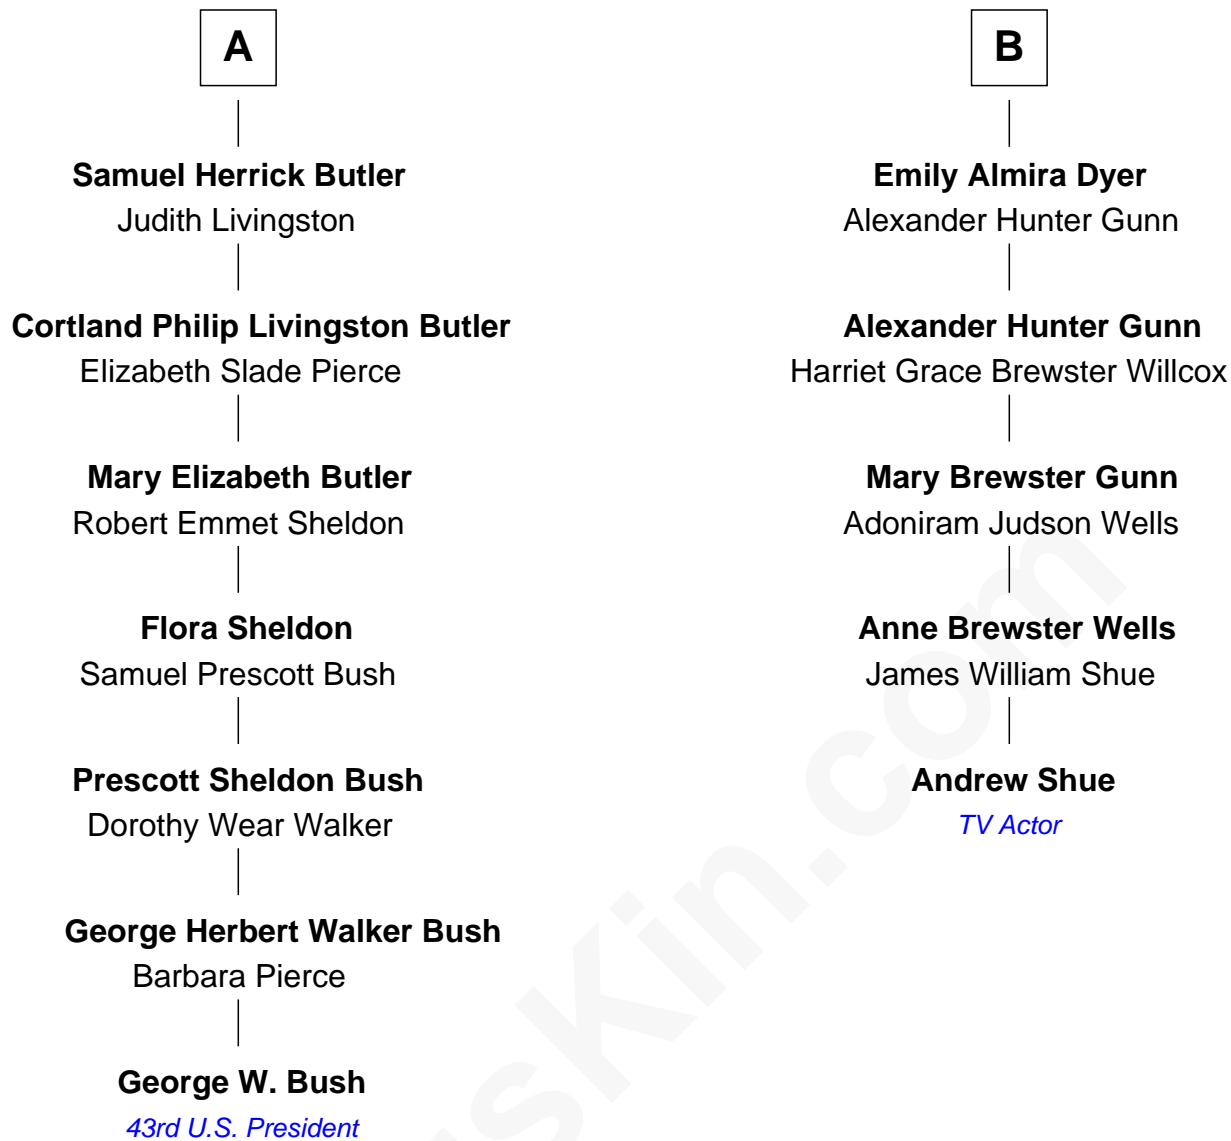 A
Samuel Herrick Butler
Judith Livingston
Cortland Philip Livingston Butler
Elizabeth Slade Pierce
Mary Elizabeth Butler
Robert Emmet Sheldon
Flora Sheldon
Samuel Prescott Bush
Prescott Sheldon Bush
Dorothy Wear Walker
George Herbert Walker Bush
Barbara Pierce
George W. Bush
43rd U.S. President
B
Emily Almira Dyer
Alexander Hunter Gunn
Alexander Hunter Gunn
Harriet Grace Brewster Willcox
Mary Brewster Gunn
Adoniram Judson Wells
Anne Brewster Wells
James William Shue
Andrew Shue
TV Actor
sKin.com